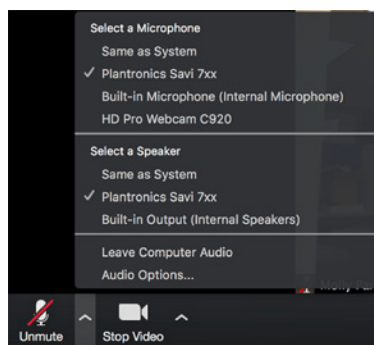 Select a Microphone
Same as System
✓ Plantronics Savi 7xx
Built-in Microphone (Internal Microphone)
HD Pro Webcam C920
Select a Speaker
Same as System
✓ Plantronics Savi 7xx
Built-in Output (Internal Speakers)
Leave Computer Audio
Audio Options...
Unmute
Stop Video